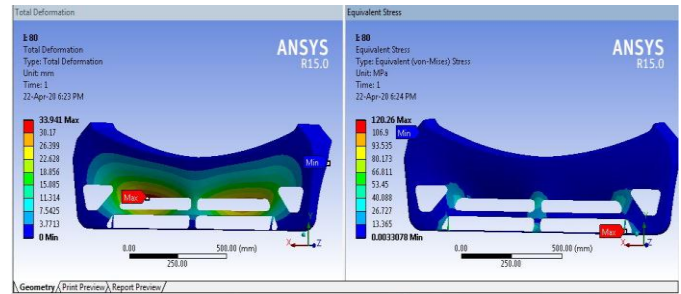 Total Deformation
E: 80
Total Deformation
Type: Total Deformation
Unit: mm
Time: 1
22-Apr-20 6:23 PM
ANSYS
R15.0
33.941 Max
30.17
26.399
22.628
18.856
15.085
11.314
7.5425
3.7713
0 Min
Max
Min
0.00
500.00 (mm)
250.00
X
Y
Z
Equivalent Stress
E: 80
Equivalent Stress
Type: Equivalent (von-Mises) Stress
Unit: MPa
Time: 1
22-Apr-20 6:24 PM
ANSYS
R15.0
120.26 Max
106.9
93.535
80.173
66.811
53.45
40.088
26.727
13.365
0.0033078 Min
Min
Max
0.00
500.00 (mm)
250.00
X
Z
Geometry Print Preview Report Preview